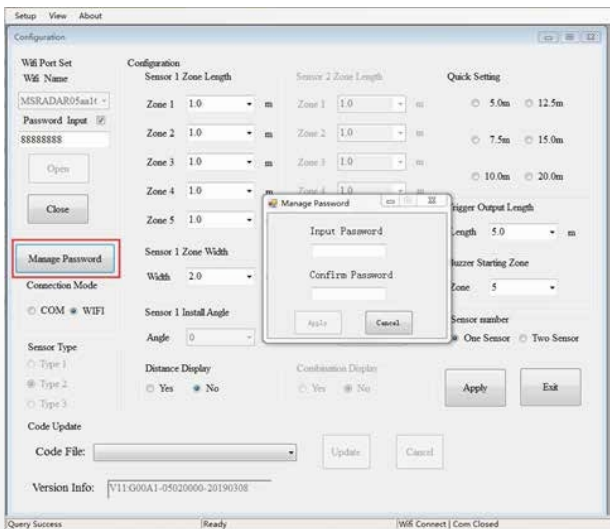 Setup View About
Configuration
Wifi Port Set
Wifi Name
MSRADAR05aa1t
Password Input
88888888
Open
Close
Manage Password
Connection Mode
COM WIFI
Sensor Type
Type 1
Type 2
Type 3
Configuration
Sensor 1 Zone Length
Zone 1 1.0 m
Zone 2 1.0 m
Zone 3 1.0 m
Zone 4 1.0 m
Zone 5 1.0
Sensor 1 Zone Width
Width 2.0
Sensor 1 Install Angle
Angle 0
Distance Display
Yes No
Sensor 2 Zone Length
Zone 1 1.0 m
Zone 2 1.0 m
Zone 3 1.0 m
Zone 4 1.0 m
Manage Password
Input Password
Confirm Password
Apply Cancel
Combination Display
Yes No
Quick Setting
5.0m 12.5m
7.5m 15.0m
10.0m 20.0m
Trigger Output Length
Length 5.0 m
Buzzer Starting Zone
Zone 5
Sensor number
One Sensor Two Sensor
Apply Exit
Code Update
Code File: Update Cancel
Version Info: V11:G00A1-05020000-20190308
Query Success Ready Wifi Connect | Com Closed